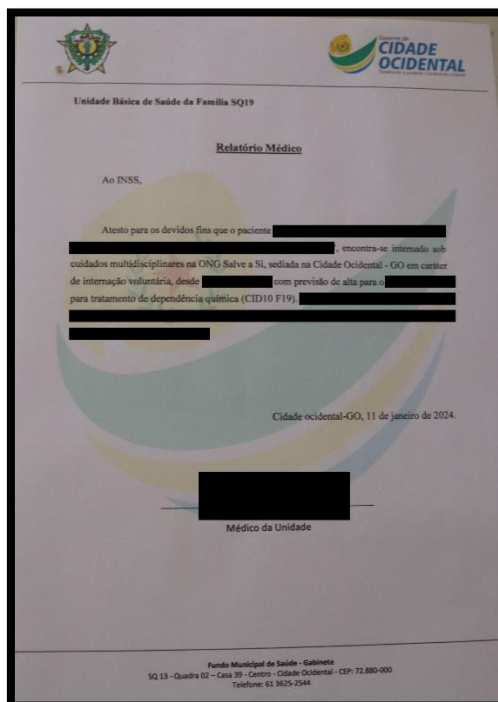 Governo de
CIDADE
OCIDENTAL
Unidade Básica de Saúde da Família SQ19
Relatório Médico
Ao INSS,
Atesto para os devidos fins que o paciente
, encontra-se internado sob
cuidados multidisciplinares na ONG Salve a Si, sediada na Cidade Ocidental - GO em caráter
de internação voluntária, desde com previsão de alta para o
para tratamento de dependência química (CID10 F19).
Cidade ocidental-GO, 11 de janeiro de 2024.
Médico da Unidade
Fundo Municipal de Saúde - Gabinete
SQ 13 - Quadra 02 – Casa 39 - Centro - Cidade Ocidental - CEP: 72.880-000
Telefone: 61 3625-2544